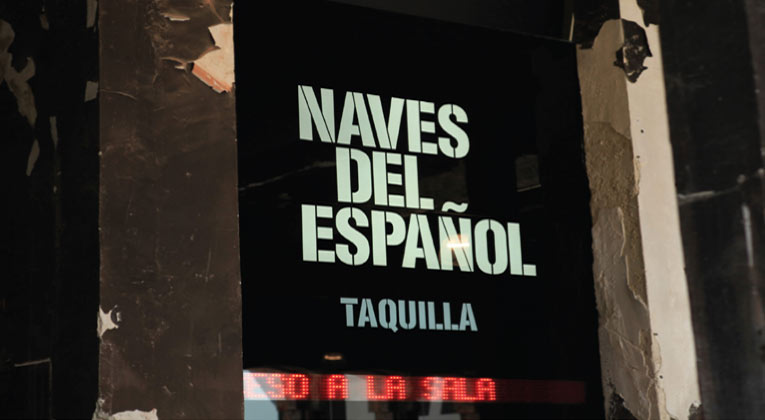 NAVES
DEL
ESPAÑOL
TAQUILLA
A LA SALA